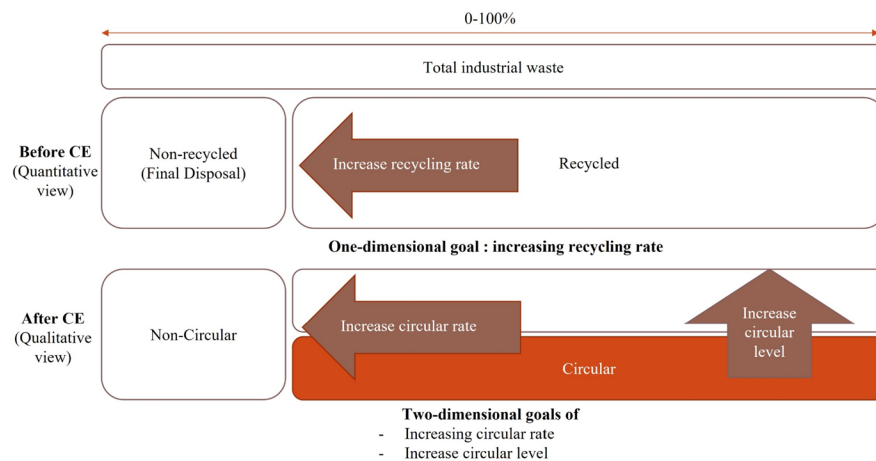 0-100%
Total industrial waste
Before CE
(Quantitative
view)
Non-recycled
(Final Disposal)
Increase recycling rate
Recycled
One-dimensional goal : increasing recycling rate
After CE
(Qualitative
view)
Non-Circular
Increase circular rate
Increase
circular
level
Circular
Two-dimensional goals of
- Increasing circular rate
- Increase circular level